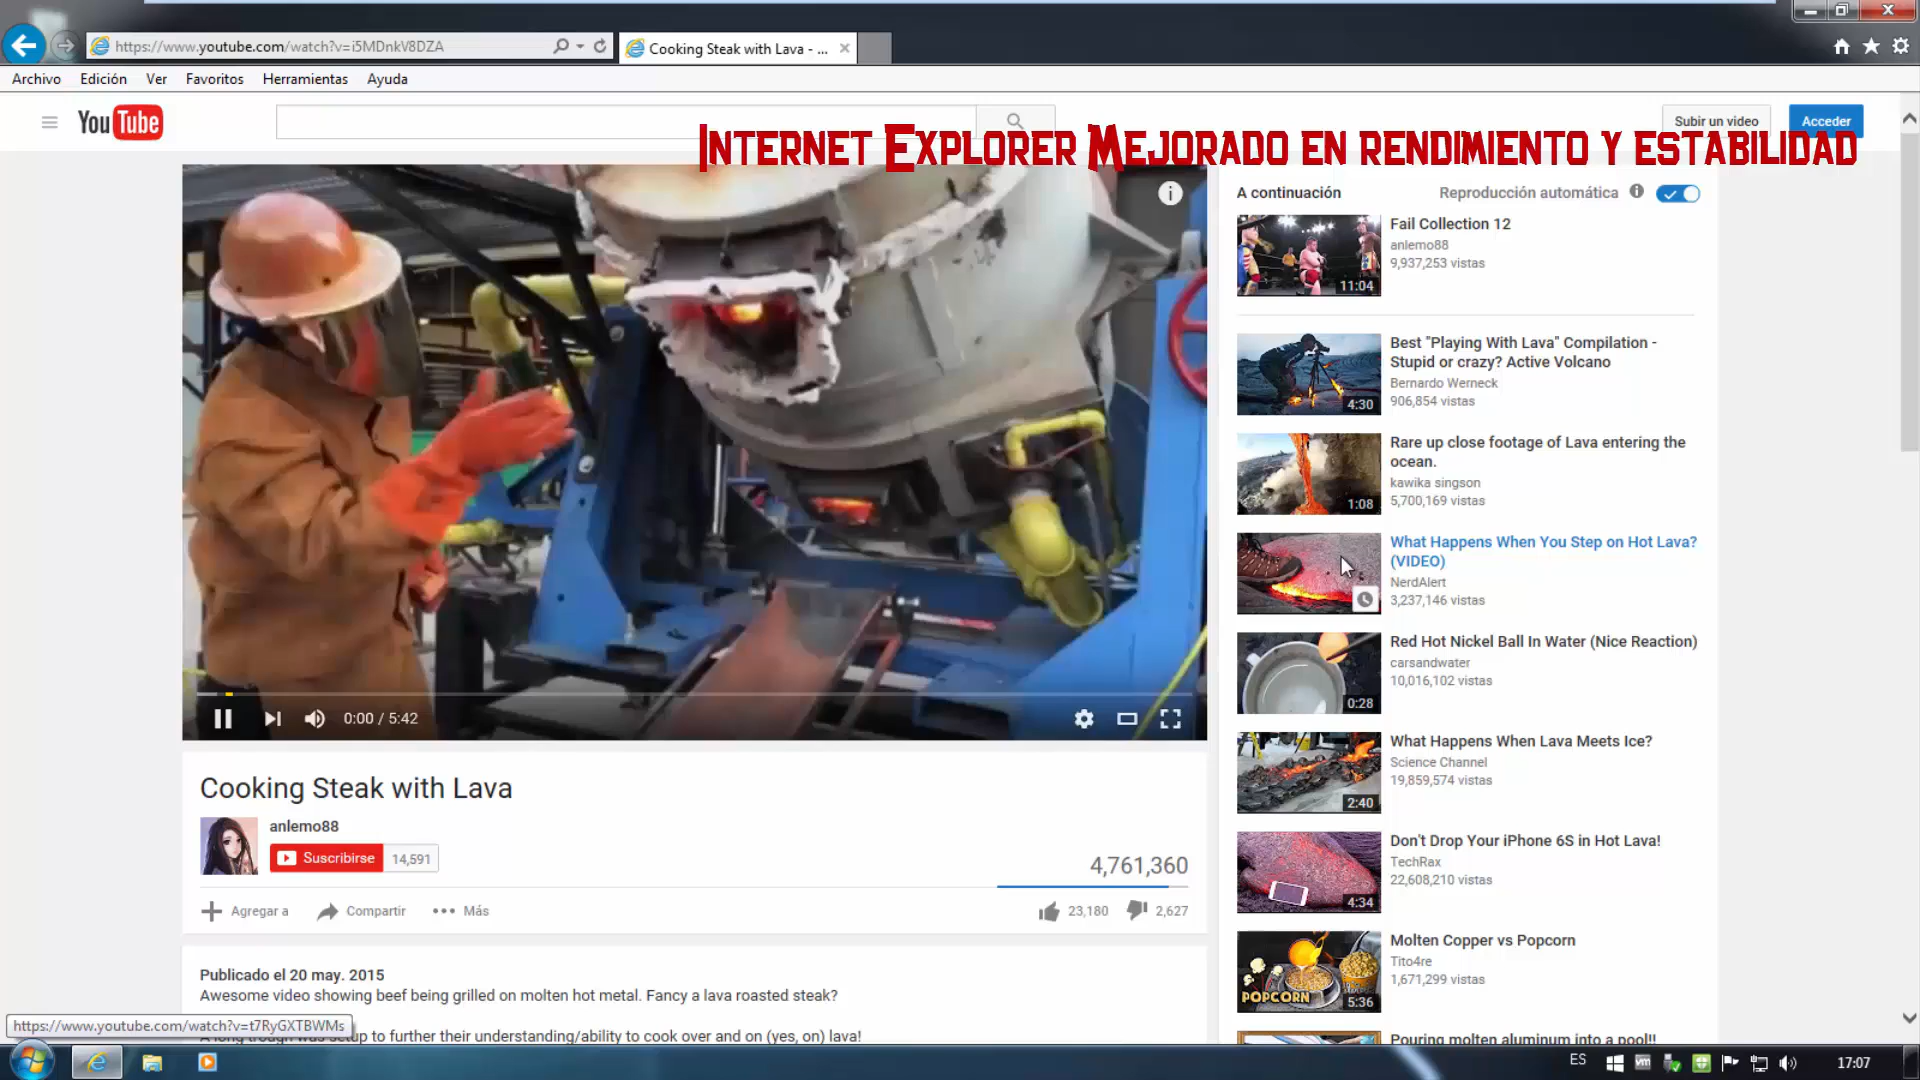 https://www.youtube.com/watch?v=i5MDnkV8DZA
Cooking Steak with Lava - ...
Archivo Edición Ver Favoritos Herramientas Ayuda
YouTube
Subir un video
Acceder
Internet Explorer Mejorado en rendimiento y estabilidad
A continuación
Reproducción automática
Fail Collection 12
anlemo88
9,937,253 vistas
11:04
Best "Playing With Lava" Compilation -
Stupid or crazy? Active Volcano
Bernardo Werneck
906,854 vistas
4:30
Rare up close footage of Lava entering the
ocean.
kawika singson
5,700,169 vistas
1:08
What Happens When You Step on Hot Lava?
(VIDEO)
NerdAlert
3,237,146 vistas
Red Hot Nickel Ball In Water (Nice Reaction)
carsandwater
10,016,102 vistas
0:28
What Happens When Lava Meets Ice?
Science Channel
19,859,574 vistas
2:40
Don't Drop Your iPhone 6S in Hot Lava!
TechRax
22,608,210 vistas
4:34
Molten Copper vs Popcorn
Tito4re
1,671,299 vistas
POPCORN
5:36
Pouring molten aluminum into a pool!!
0:00 / 5:42
Cooking Steak with Lava
anlemo88
Suscribirse 14,591
4,761,360
Agregar a Compartir Más
23,180 2,627
Publicado el 20 may. 2015
Awesome video showing beef being grilled on molten hot metal. Fancy a lava roasted steak?
A long trough was setup to further their understanding/ability to cook over and on (yes, on) lava!
https://www.youtube.com/watch?v=t7RyGXTBWMs
ES
vm
17:07